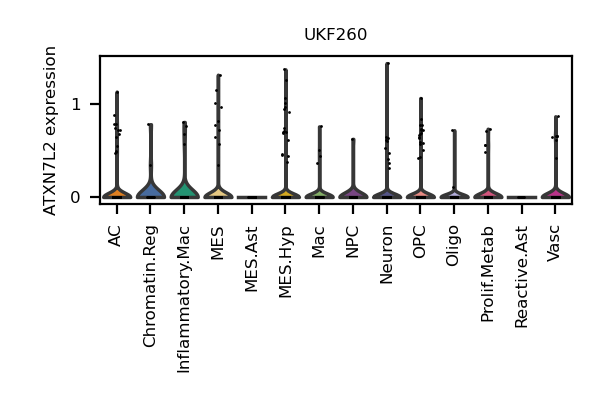 UKF260
ATXN7L2 expression
1
0
AC
Chromatin.Reg
Inflammatory.Mac
MES
MES.Ast
MES.Hyp
Mac
NPC
Neuron
OPC
Oligo
Prolif.Metab
Reactive.Ast
Vasc